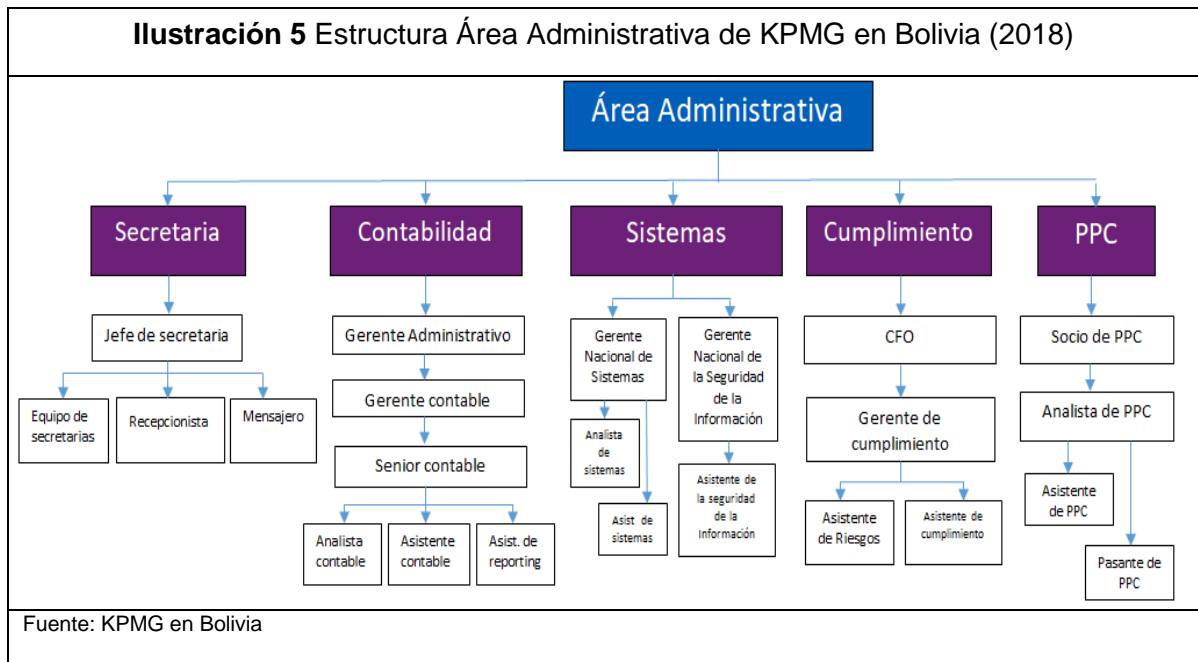 Ilustración 5 Estructura Área Administrativa de KPMG en Bolivia (2018)
Área Administrativa
Secretaria
Contabilidad
Sistemas
Cumplimiento
PPC
Jefe de secretaria
Equipo de
secretarias
Recepcionista
Mensajero
Gerente Administrativo
Gerente contable
Senior contable
Analista
contable
Asistente
contable
Asist. de
reporting
Gerente
Nacional de
Sistemas
Analista
de
sistemas
Asist de
sistemas
Gerente
Nacional de
la Seguridad
de la
Información
Asistente de
la seguridad
de la
Información
CFO
Gerente de
cumplimiento
Asistente
de Riesgos
Asistente de
cumplimiento
Socio de PPC
Analista de PPC
Asistente
de PPC
Pasante de
PPC
Fuente: KPMG en Bolivia